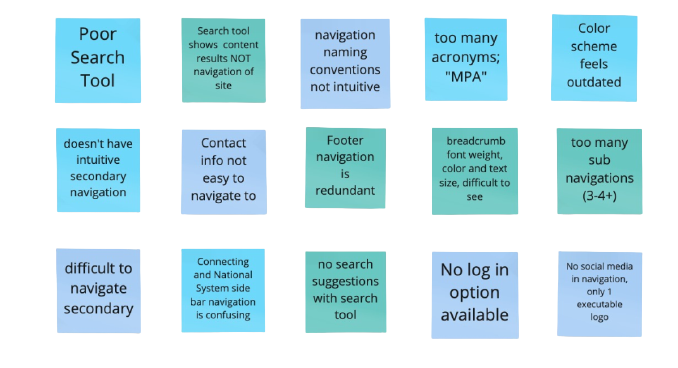 Poor
Search
Tool
Search tool
shows content
results NOT
navigation of
site
navigation
naming
conventions
not intuitive
too many
acronyms;
"MPA"
Color
scheme
feels
outdated
doesn't have
intuitive
secondary
navigation
Contact
info not
easy to
navigate to
Footer
navigation
is
redundant
breadcrumb
font weight,
color and text
size, difficult to
see
too many
sub
navigations
(3-4+)
difficult to
navigate
secondary
Connecting
and National
System side
bar navigation
is confusing
no search
suggestions
with search
tool
No log in
option
available
No social media
in navigation,
only 1
executable
logo